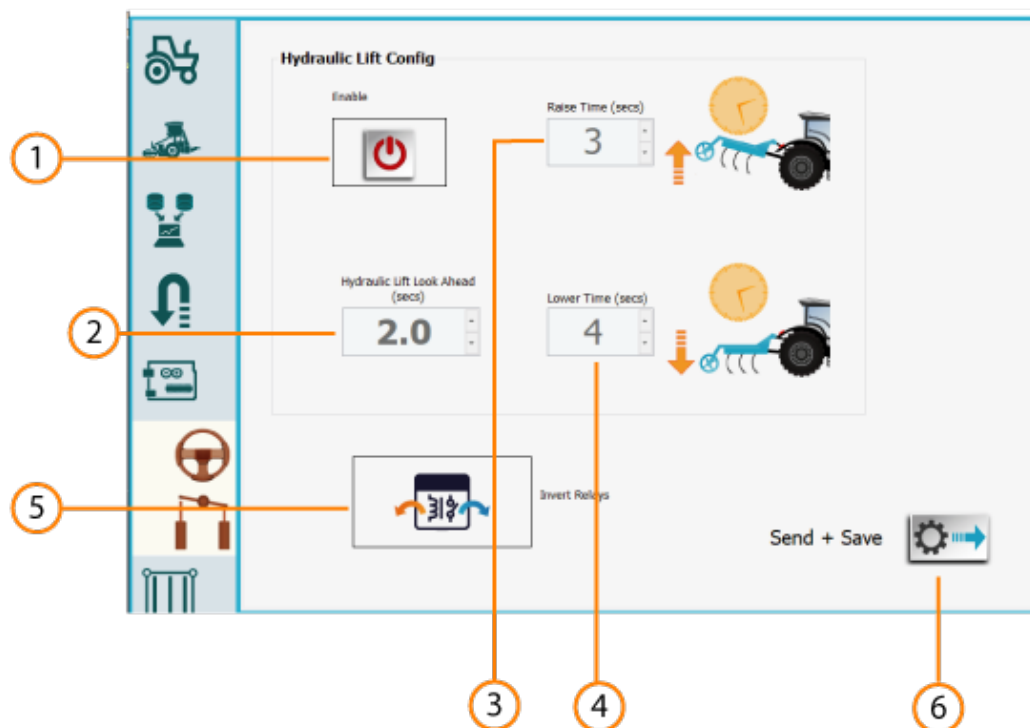 Hydraulic Lift Config
Enable
Raise Time (secs)
3
1
Hydraulic Lift Look Ahead
(secs)
Lower Time (secs)
2.0
4
2
5
Invert Relays
Send + Save
3
4
6